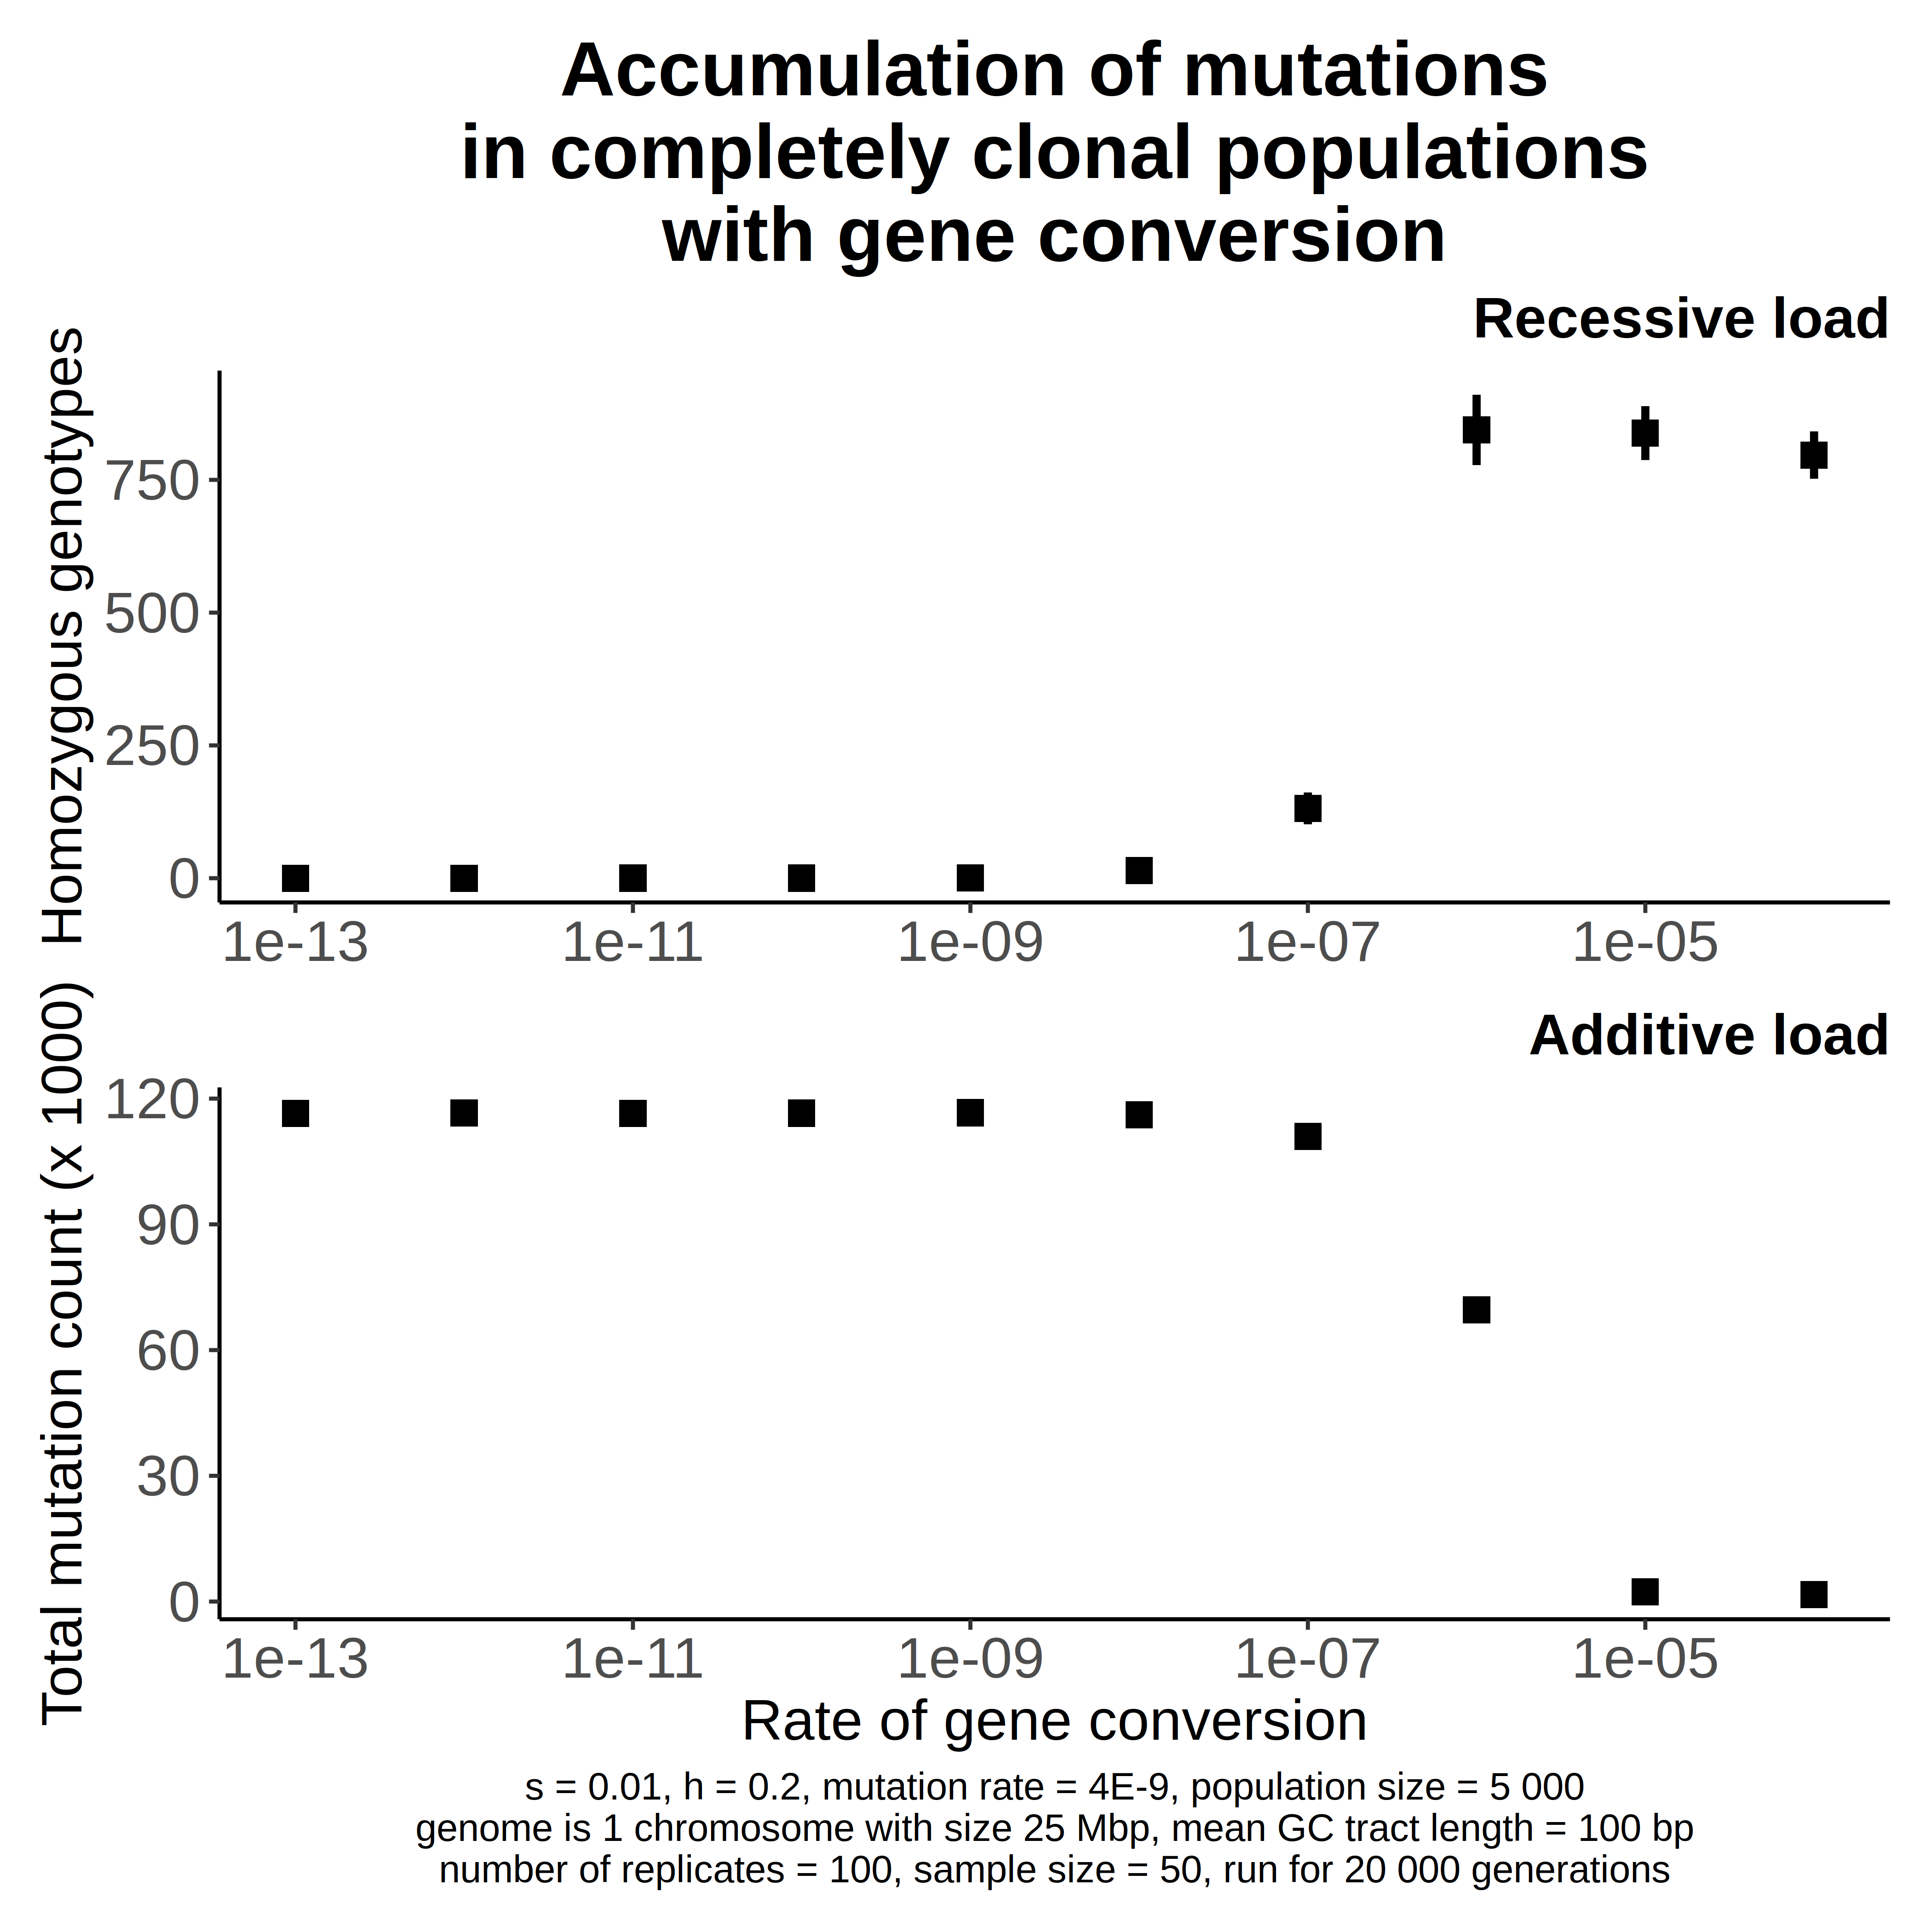 Accumulation of mutations
in completely clonal populations
with gene conversion
Recessive load
Homozygous genotypes
750
500
250
0
1e-13 1e-11 1e-09 1e-07 1e-05
Additive load
Total mutation count (x 1000)
120
90
60
30
0
1e-13 1e-11 1e-09 1e-07 1e-05
Rate of gene conversion
s = 0.01, h = 0.2, mutation rate = 4E-9, population size = 5 000
genome is 1 chromosome with size 25 Mbp, mean GC tract length = 100 bp
number of replicates = 100, sample size = 50, run for 20 000 generations